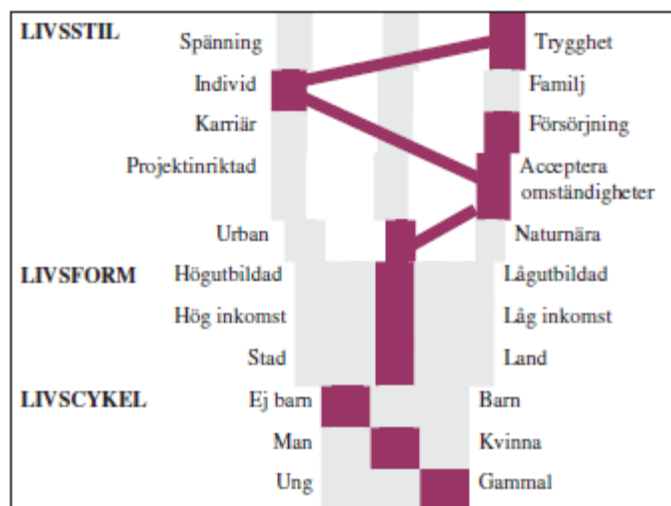 LIVSSTIL
Spänning Trygghet
Individ Familj
Karriär Försörjning
Projektinriktad Acceptera
omständigheter
Urban Naturnära
LIVSFORM Högutbildad Lågutbildad
Hög inkomst Låg inkomst
Stad Land
LIVSCYKEL Ej barn Barn
Man Kvinna
Ung Gammal